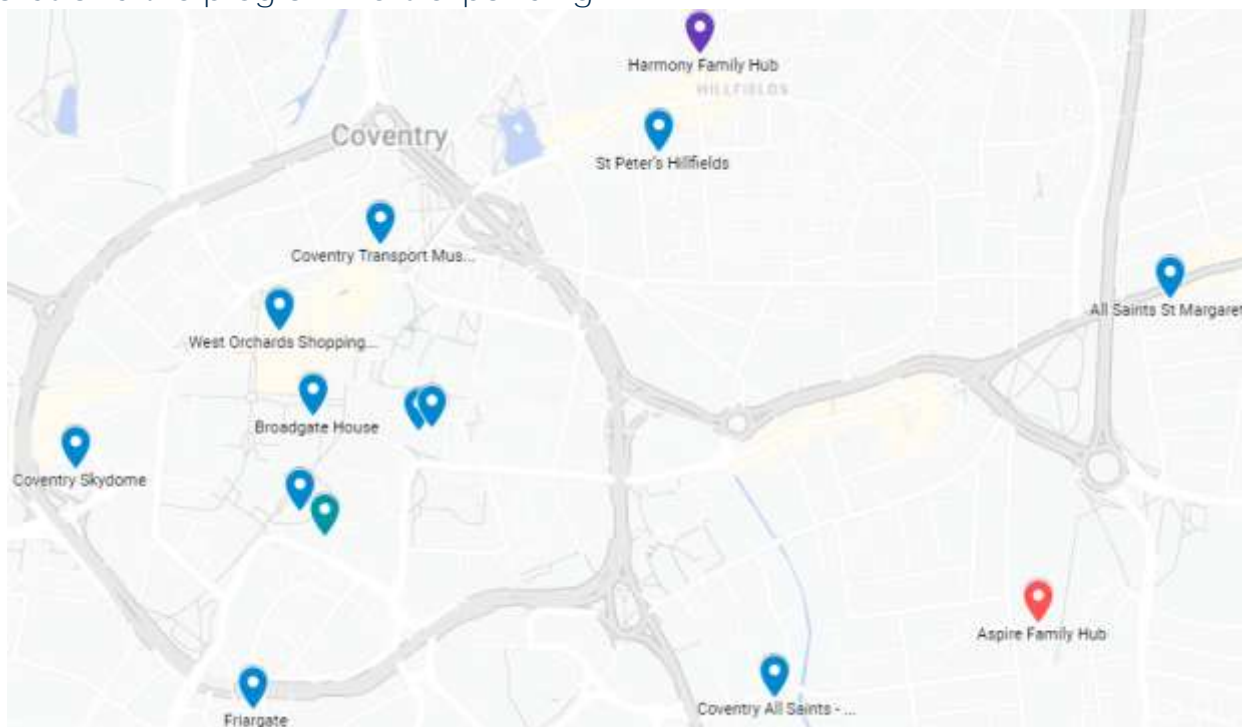 Harmony Family Hub
HILLFIELDS
Coventry
St Peter's Hillfields
Coventry Transport Mus...
All Saints St Margaret
West Orchards Shopping...
Broadgate House
Coventry Skydome
Aspire Family Hub
Coventry All Saints - ...
Friargate